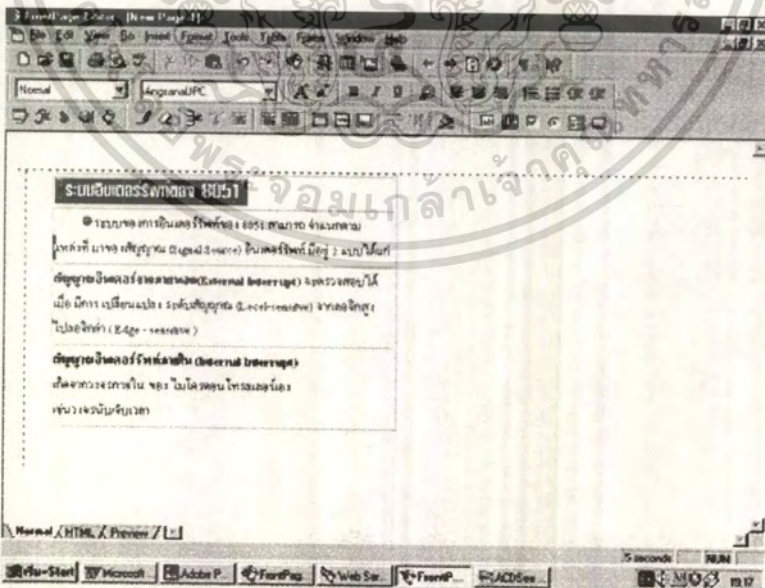 FrontPage Editor - [New Page 1]
File Edit View Go Insert Format Tools Table Frame Window Help
Normal AngsanaUPC
ระบบอินเตอร์รัพท์ของ 8051
ระบบของการอินเตอร์รัพท์ของ 8051 สามารถ จำแนกตาม
แหล่งที่ มาของสัญญาณ (Signal Source) อินเตอร์รัพท์ มีอยู่ 2 แบบ ได้แก่
(External Interrupt) จะตรวจสอบได้
เมื่อ มีการ เปลี่ยนแปลง ระดับสัญญาณ (Level-sensitive) จากลอจิกสูง
ไปลอจิกต่ำ (Edge - sensitive)
สัญญาณอินเตอร์รัพท์ภายใน (Internal Interrupt)
เกิดจากวงจรภายใน ของ ไมโครคอนโทรลเลอร์เอง
เช่นวงจรนับ/จับเวลา
พระจอมเกล้าเจ้าคุณทหาร
Normal HTML Preview
5 seconds NUM
เริ่ม-Start Microsoft... Adobe P... FrontPag... Web Ser... FrontP... ACDSee...